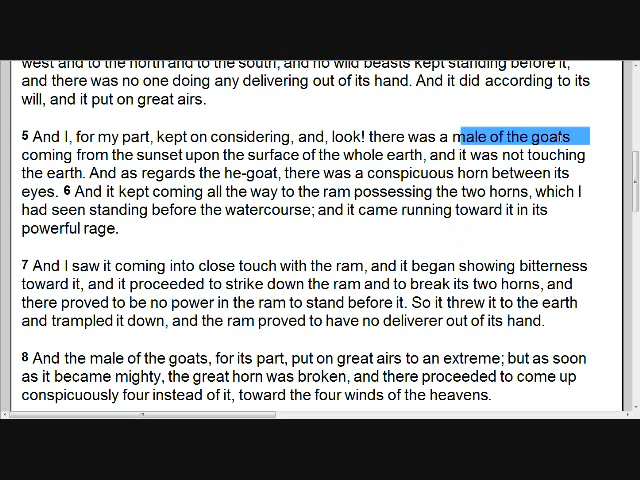 west and to the north and to the south, and no wild beasts kept standing before it,
and there was no one doing any delivering out of its hand. And it did according to its
will, and it put on great airs.
5 And I, for my part, kept on considering, and, look! there was a male of the goats
coming from the sunset upon the surface of the whole earth, and it was not touching
the earth. And as regards the he-goat, there was a conspicuous horn between its
eyes. 6 And it kept coming all the way to the ram possessing the two horns, which I
had seen standing before the watercourse; and it came running toward it in its
powerful rage.
7 And I saw it coming into close touch with the ram, and it began showing bitterness
toward it, and it proceeded to strike down the ram and to break its two horns, and
there proved to be no power in the ram to stand before it. So it threw it to the earth
and trampled it down, and the ram proved to have no deliverer out of its hand.
8 And the male of the goats, for its part, put on great airs to an extreme; but as soon
as it became mighty, the great horn was broken, and there proceeded to come up
conspicuously four instead of it, toward the four winds of the heavens.